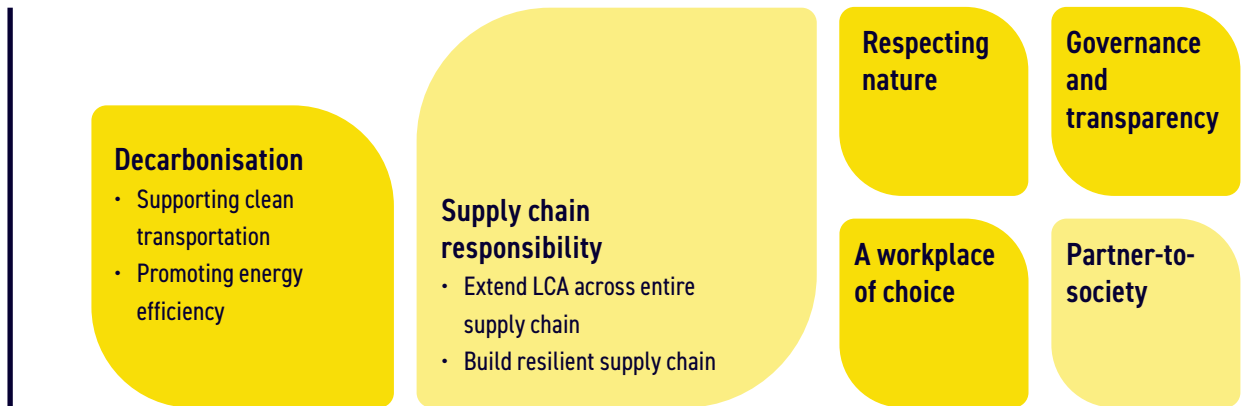 Decarbonisation
• Supporting clean
transportation
• Promoting energy
efficiency
Supply chain
responsibility
• Extend LCA across entire
supply chain
• Build resilient supply chain
Respecting
nature
Governance
and
transparency
A workplace
of choice
Partner-to-
society